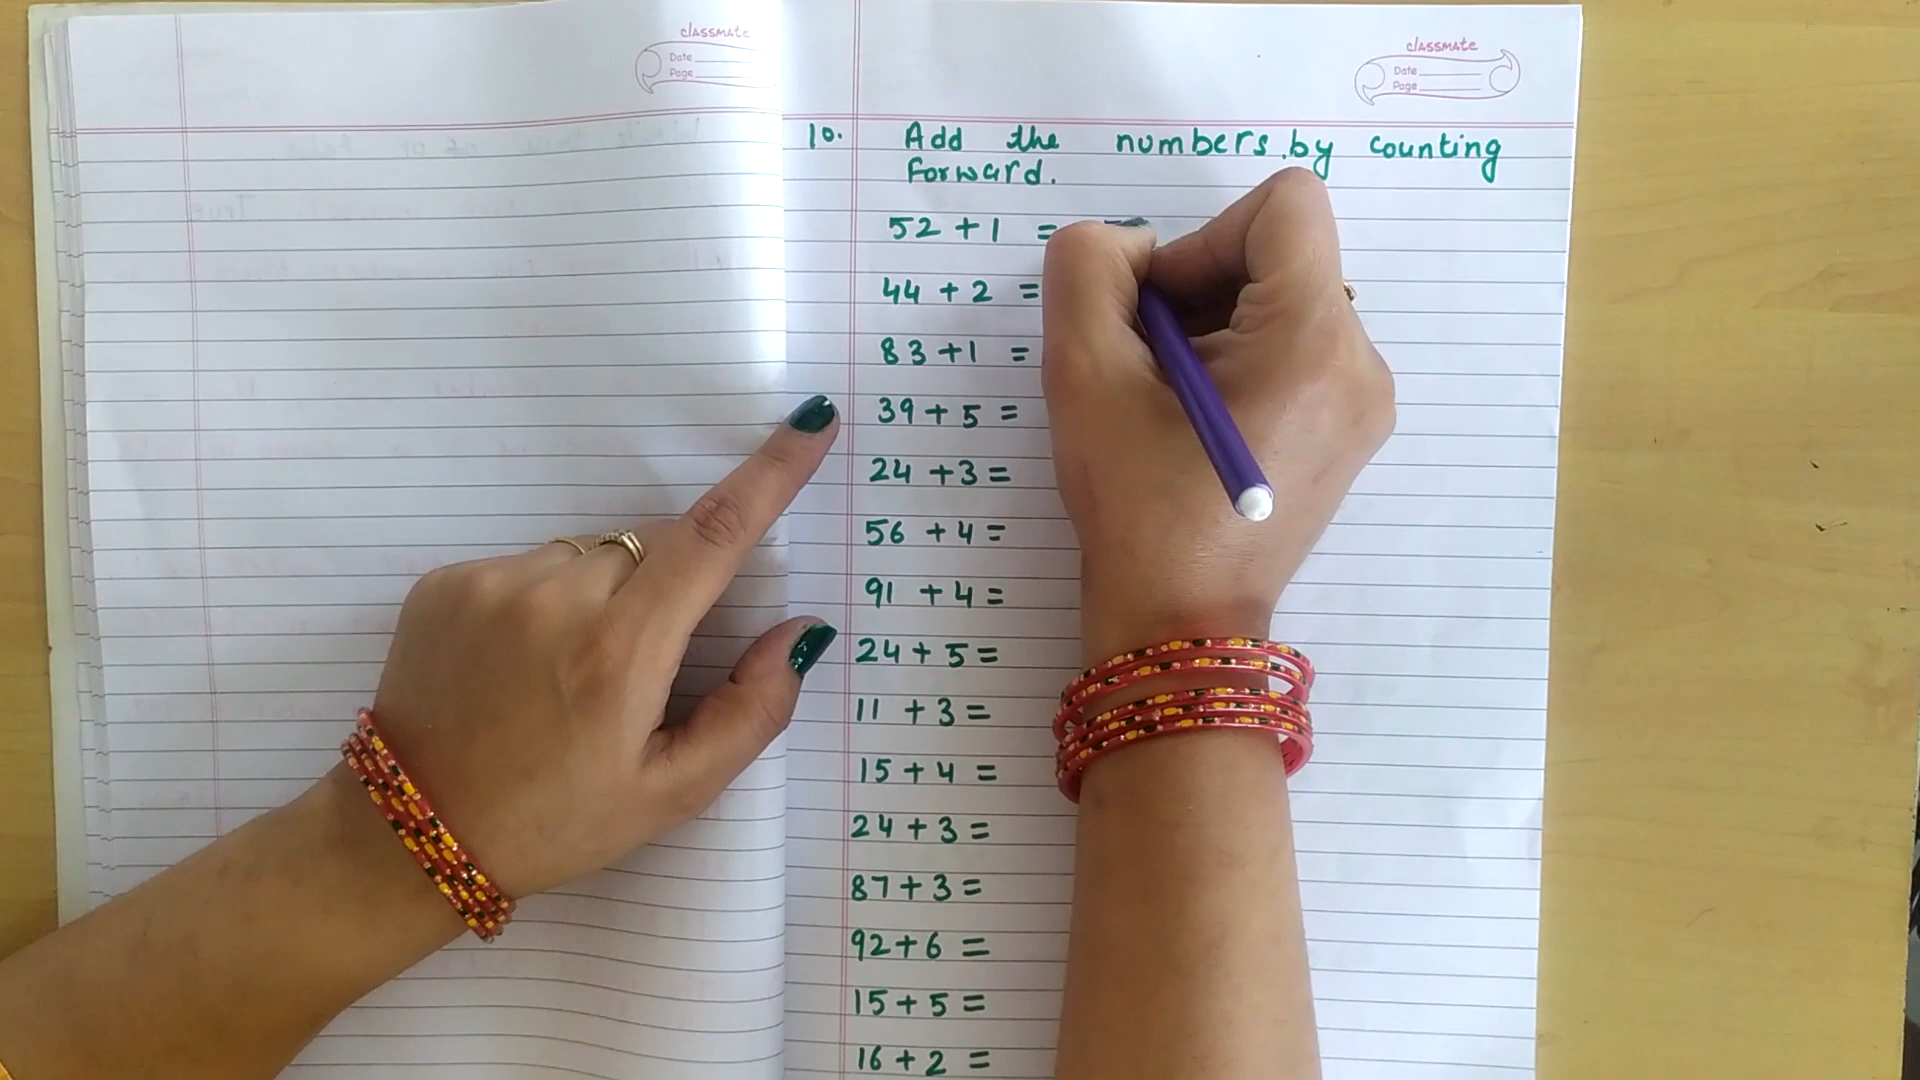 classmate
Date
Page
classmate
Date
Page
10. Add the numbers by counting
forward.
52 + 1 =
44 + 2 =
83 + 1 =
39 + 5 =
24 + 3 =
56 + 4 =
91 + 4 =
24 + 5 =
11 + 3 =
15 + 4 =
24 + 3 =
87 + 3 =
92 + 6 =
15 + 5 =
16 + 2 =